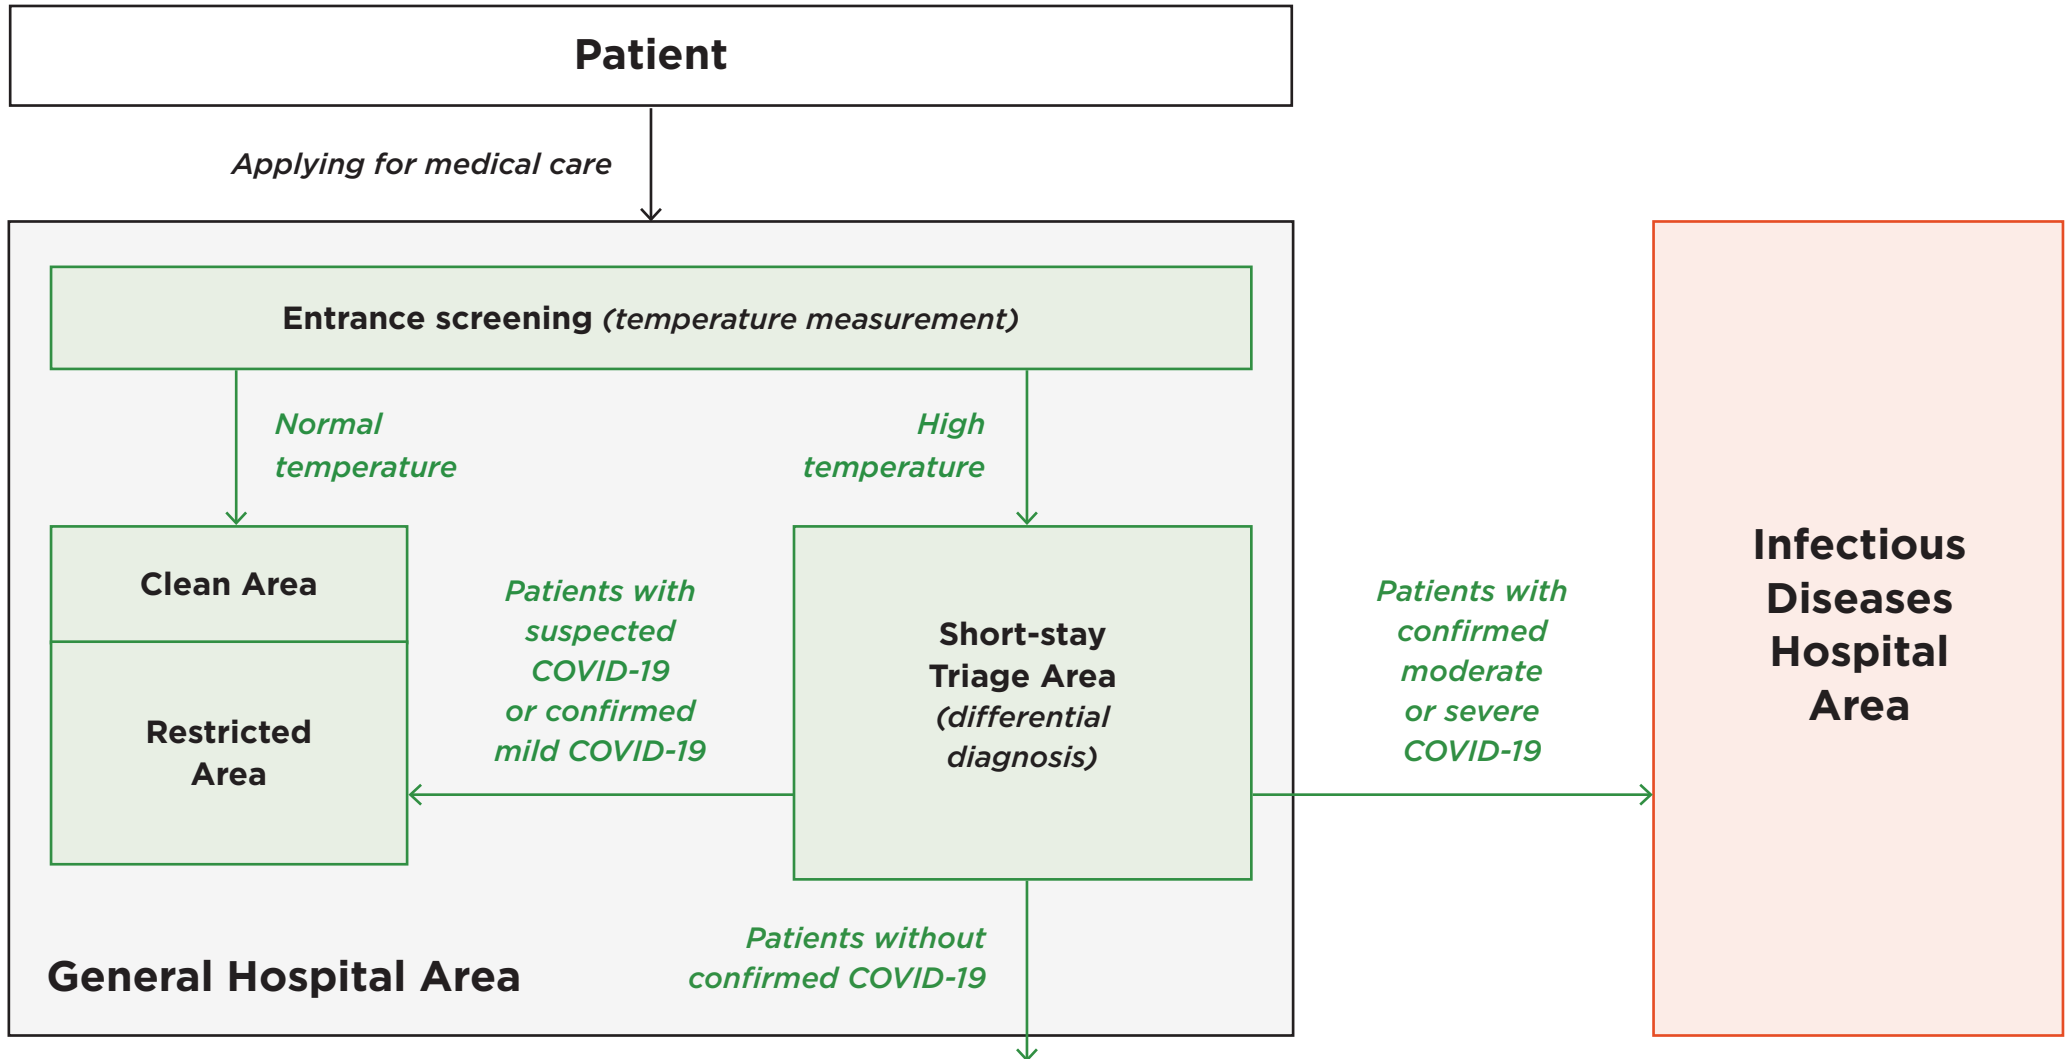 Patient
Applying for medical care
Entrance screening (temperature measurement)
Normal
temperature
High
temperature
Clean Area
Restricted
Area
Patients with
suspected
COVID-19
or confirmed
mild COVID-19
Short-stay
Triage Area
(differential
diagnosis)
Patients with
confirmed
moderate
or severe
COVID-19
Infectious
Diseases
Hospital
Area
Patients without
confirmed COVID-19
General Hospital Area